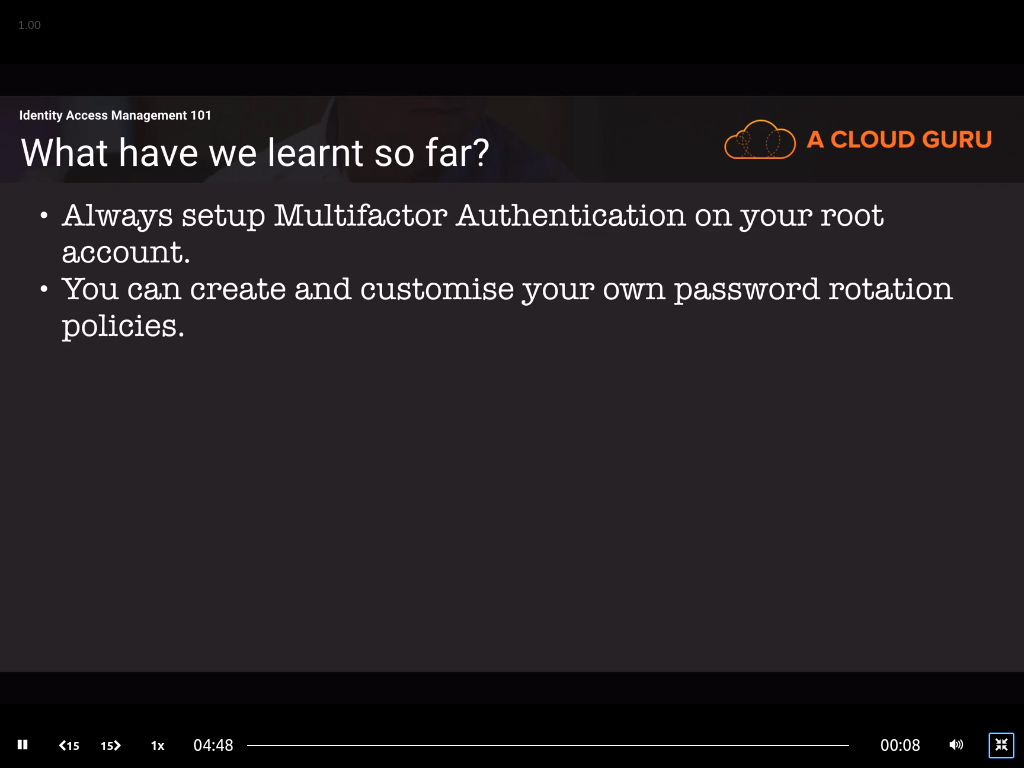 1.00
Identity Access Management 101
What have we learnt so far?
A CLOUD GURU
• Always setup Multifactor Authentication on your root
account.
• You can create and customise your own password rotation
policies.
15 15 1x 04:48 00:08